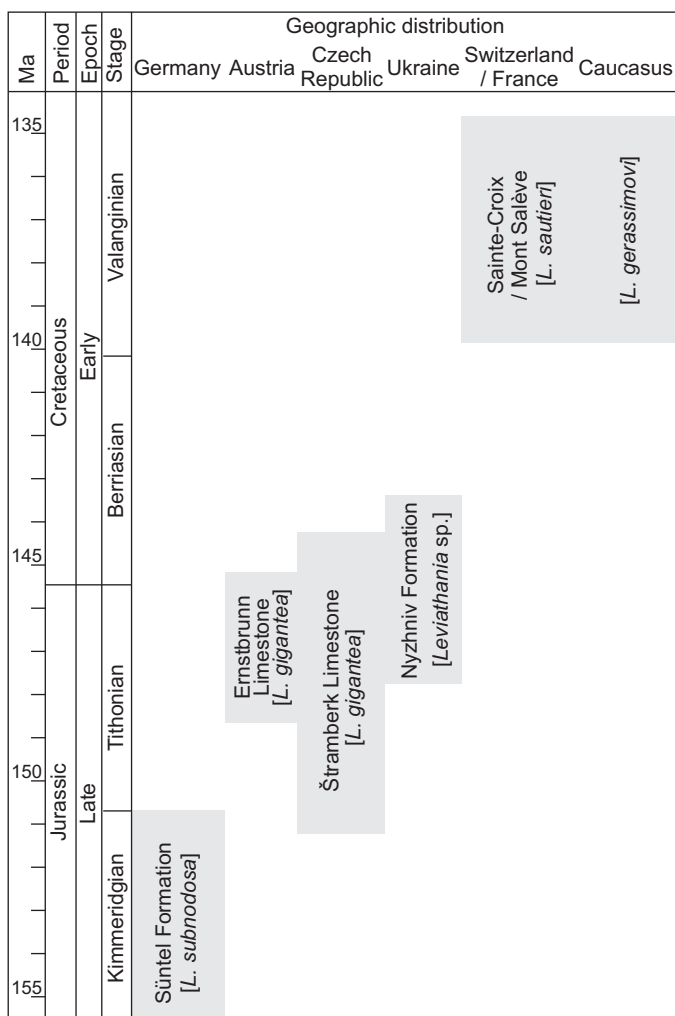 Geographic distribution
Ma
Period
Epoch
Stage
Germany
Austria
Czech
Republic
Ukraine
Switzerland
/ France
Caucasus
135
140
145
150
155
Cretaceous
Jurassic
Early
Late
Valanginian
Berriasian
Tithonian
Kimmeridgian
Süntel Formation
[L. subnodosa]
Ernstbrunn
Limestone
[L. gigantea]
Štramberk Limestone
[L. gigantea]
Nyzhniv Formation
[Leviathania sp.]
Sainte-Croix
/ Mont Salève
[L. sautieri]
[L. gerassimovi]